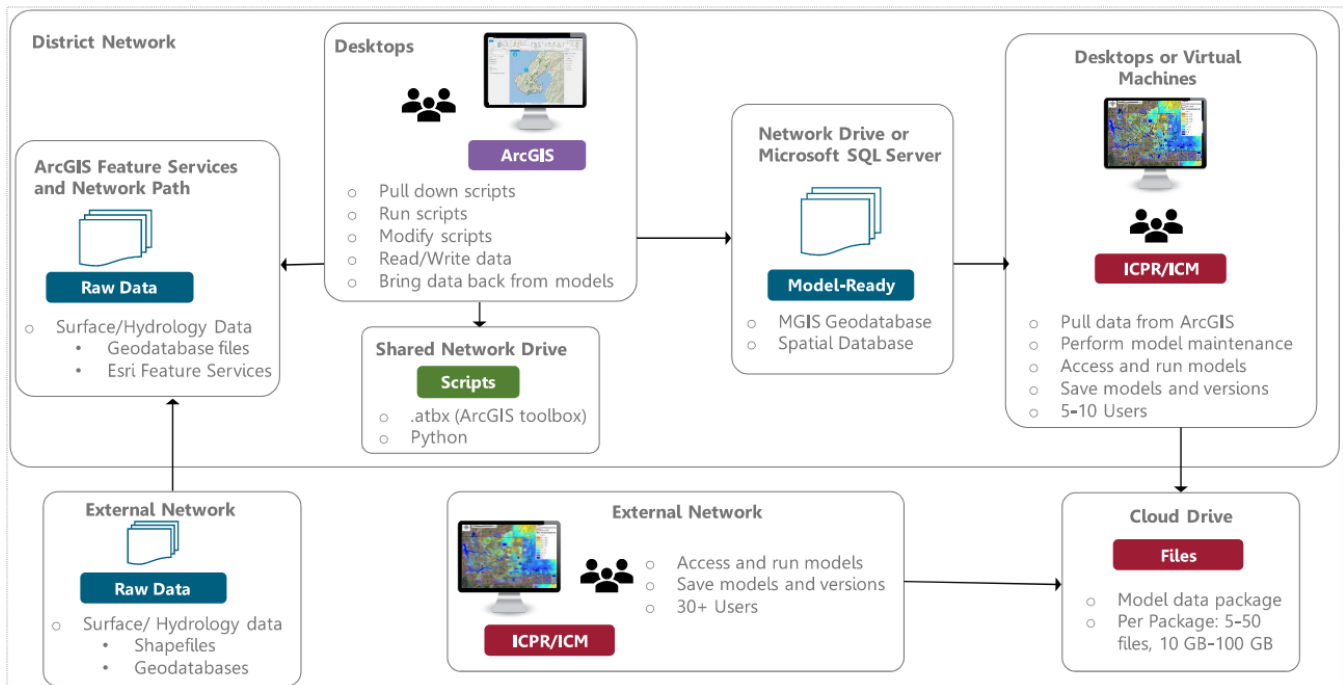 District Network
Desktops
ArcGIS
○ Pull down scripts
○ Run scripts
○ Modify scripts
○ Read/Write data
○ Bring data back from models
ArcGIS Feature Services
and Network Path
Raw Data
○ Surface/Hydrology Data
• Geodatabase files
• Esri Feature Services
Shared Network Drive
Scripts
○ .atbx (ArcGIS toolbox)
○ Python
Network Drive or
Microsoft SQL Server
Model-Ready
○ MGIS Geodatabase
○ Spatial Database
Desktops or Virtual
Machines
ICPR/ICM
○ Pull data from ArcGIS
○ Perform model maintenance
○ Access and run models
○ Save models and versions
○ 5-10 Users
External Network
Raw Data
○ Surface/ Hydrology data
• Shapefiles
• Geodatabases
External Network
ICPR/ICM
○ Access and run models
○ Save models and versions
○ 30+ Users
Cloud Drive
Files
○ Model data package
○ Per Package: 5-50
files, 10 GB-100 GB